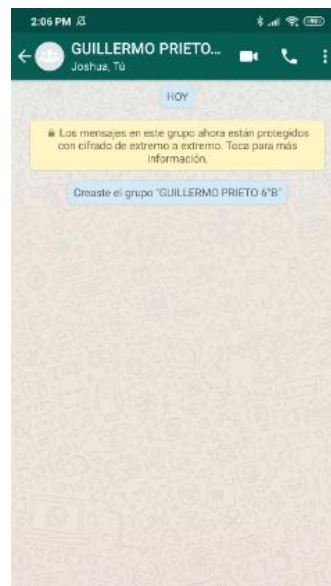 2:06 PM
GUILLERMO PRIETO...
Joshua, Tú
HOY
Los mensajes en este grupo ahora están protegidos
con cifrado de extremo a extremo. Toca para más
información.
Creaste el grupo "GUILLERMO PRIETO 6°B"